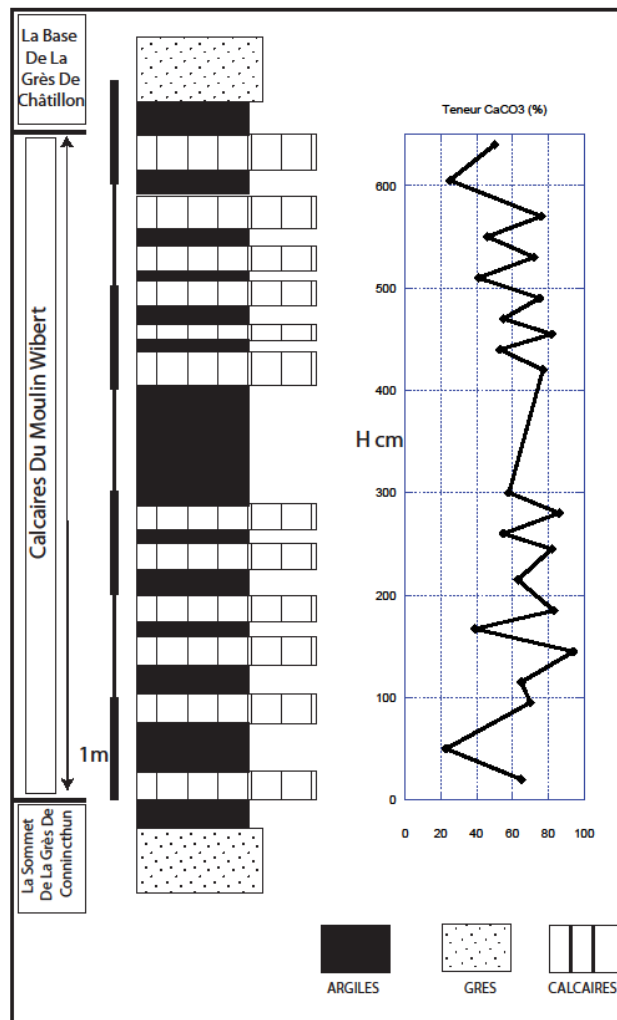 La Base
De La
Grès De
Châtillon
Calcaires Du Moulin Wibert
1m
La Sommet
De La Grès De
Connincthun
Teneur CaCO3 (%)
600
500
400
H cm
300
200
100
0
0 20 40 60 80 100
ARGILES GRES CALCAIRES